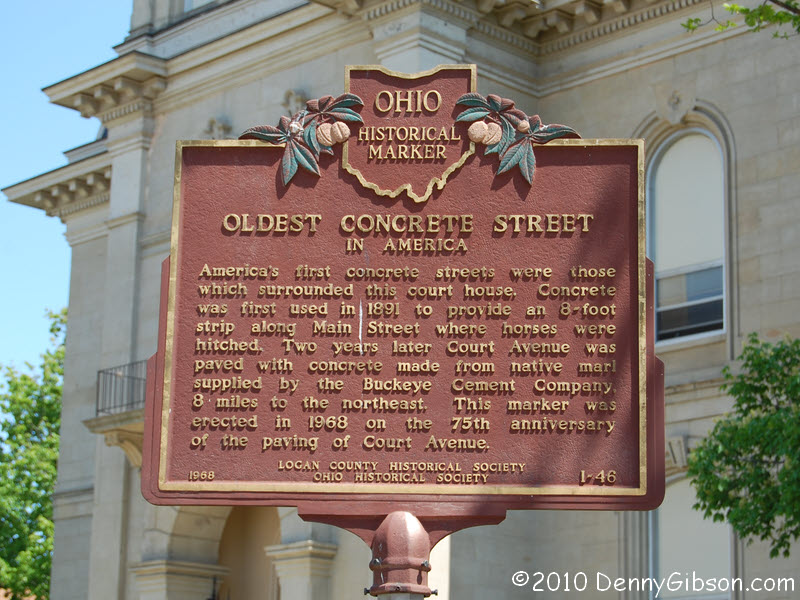 OHIO
HISTORICAL
MARKER
OLDEST CONCRETE STREET
IN AMERICA
America's first concrete streets were those
which surrounded this court house. Concrete
was first used in 1891 to provide an 8-foot
strip along Main Street where horses were
hitched. Two years later Court Avenue was
paved with concrete made from native marl
supplied by the Buckeye Cement Company,
8 miles to the northeast. This marker was
erected in 1968 on the 75th anniversary
of the paving of Court Avenue.
LOGAN COUNTY HISTORICAL SOCIETY
1968 OHIO HISTORICAL SOCIETY 1-46
©2010 DennyGibson.com